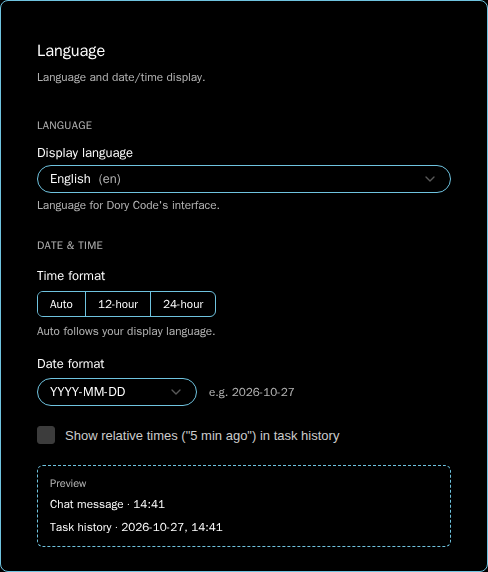 Language
Language and date/time display.
LANGUAGE
Display language
English (en)
Language for Dory Code's interface.
DATE & TIME
Time format
Auto 12-hour 24-hour
Auto follows your display language.
Date format
YYYY-MM-DD e.g. 2026-10-27
Show relative times ("5 min ago") in task history
Preview
Chat message · 14:41
Task history · 2026-10-27, 14:41